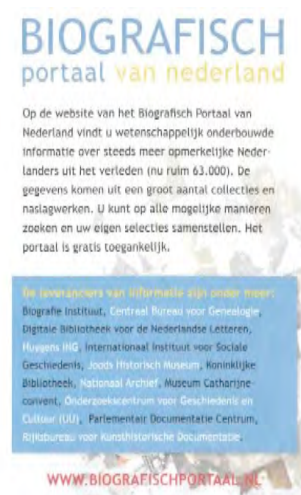 BIOGRAFISCH
portaal van nederland
Op de website van het Biografisch Portaal van
Nederland vindt u wetenschappelijk onderbouwde
informatie over steeds meer opmerkelijke Neder-
landers uit het verleden (nu ruim 63.000). De
gegevens komen uit een groot aantal collecties en
naslagwerken. U kunt op alle mogelijke manieren
zoeken en uw eigen selecties samenstellen. Het
portaal is gratis toegankelijk.
De leveranciers van informatie zijn onder meer:
Biografie Instituut, Centraal Bureau voor Genealogie,
Digitale Bibliotheek voor de Nederlandse Letteren,
Huygens ING, Internationaal Instituut voor Sociale
Geschiedenis, Joods Historisch Museum, Koninklijke
Bibliotheek, Nationaal Archief, Museum Catharijne-
convent, Onderzoekscentrum voor Geschiedenis en
Cultuur (UU), Parlementair Documentatie Centrum,
Rijksbureau voor Kunsthistorische Documentatie.
WWW.BIOGRAFISCHPORTAAL.NL